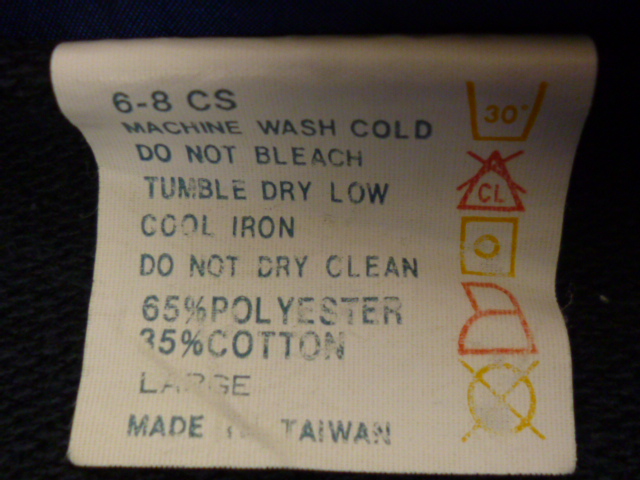 6-8 CS
MACHINE WASH COLD
DO NOT BLEACH
TUMBLE DRY LOW
COOL IRON
DO NOT DRY CLEAN
65%POLYESTER
35%COTTON
LARGE
MADE IN TAIWAN
30°
CL